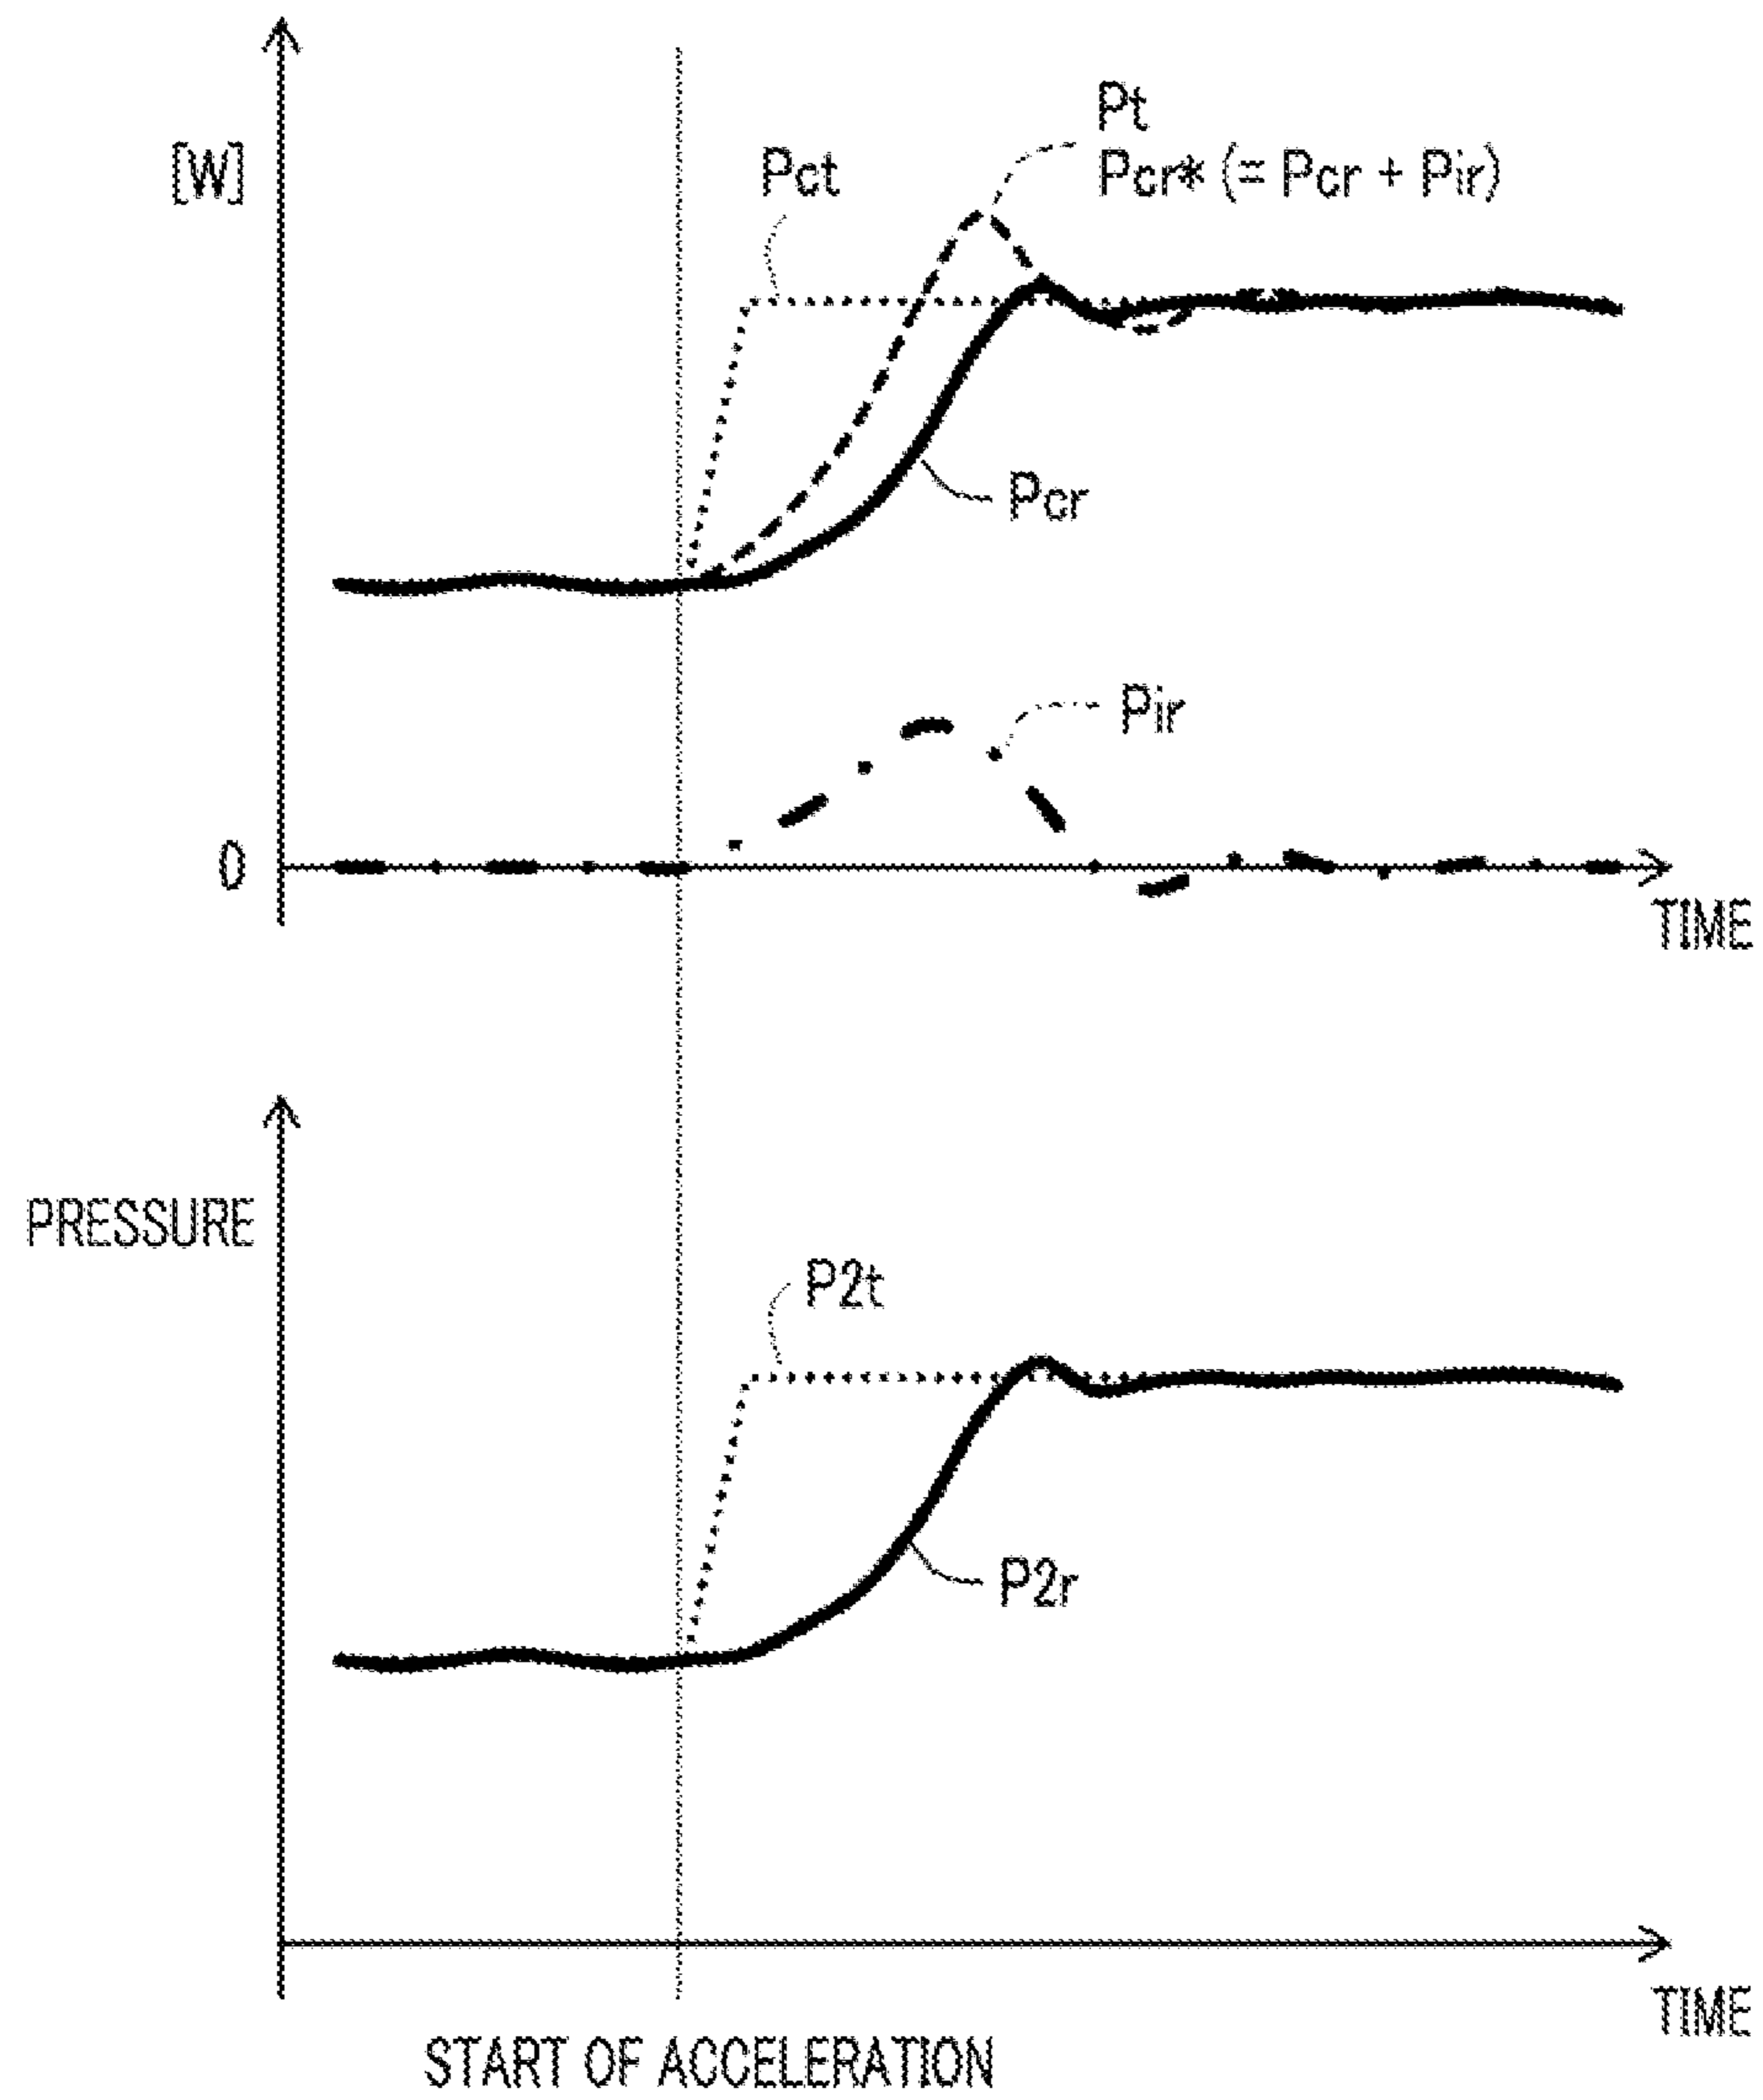 [W]
Pct
Pt
Pcr* (= Pcr + Pir)
Pcr
Pir
0
TIME
PRESSURE
P2t
P2r
TIME
START OF ACCELERATION